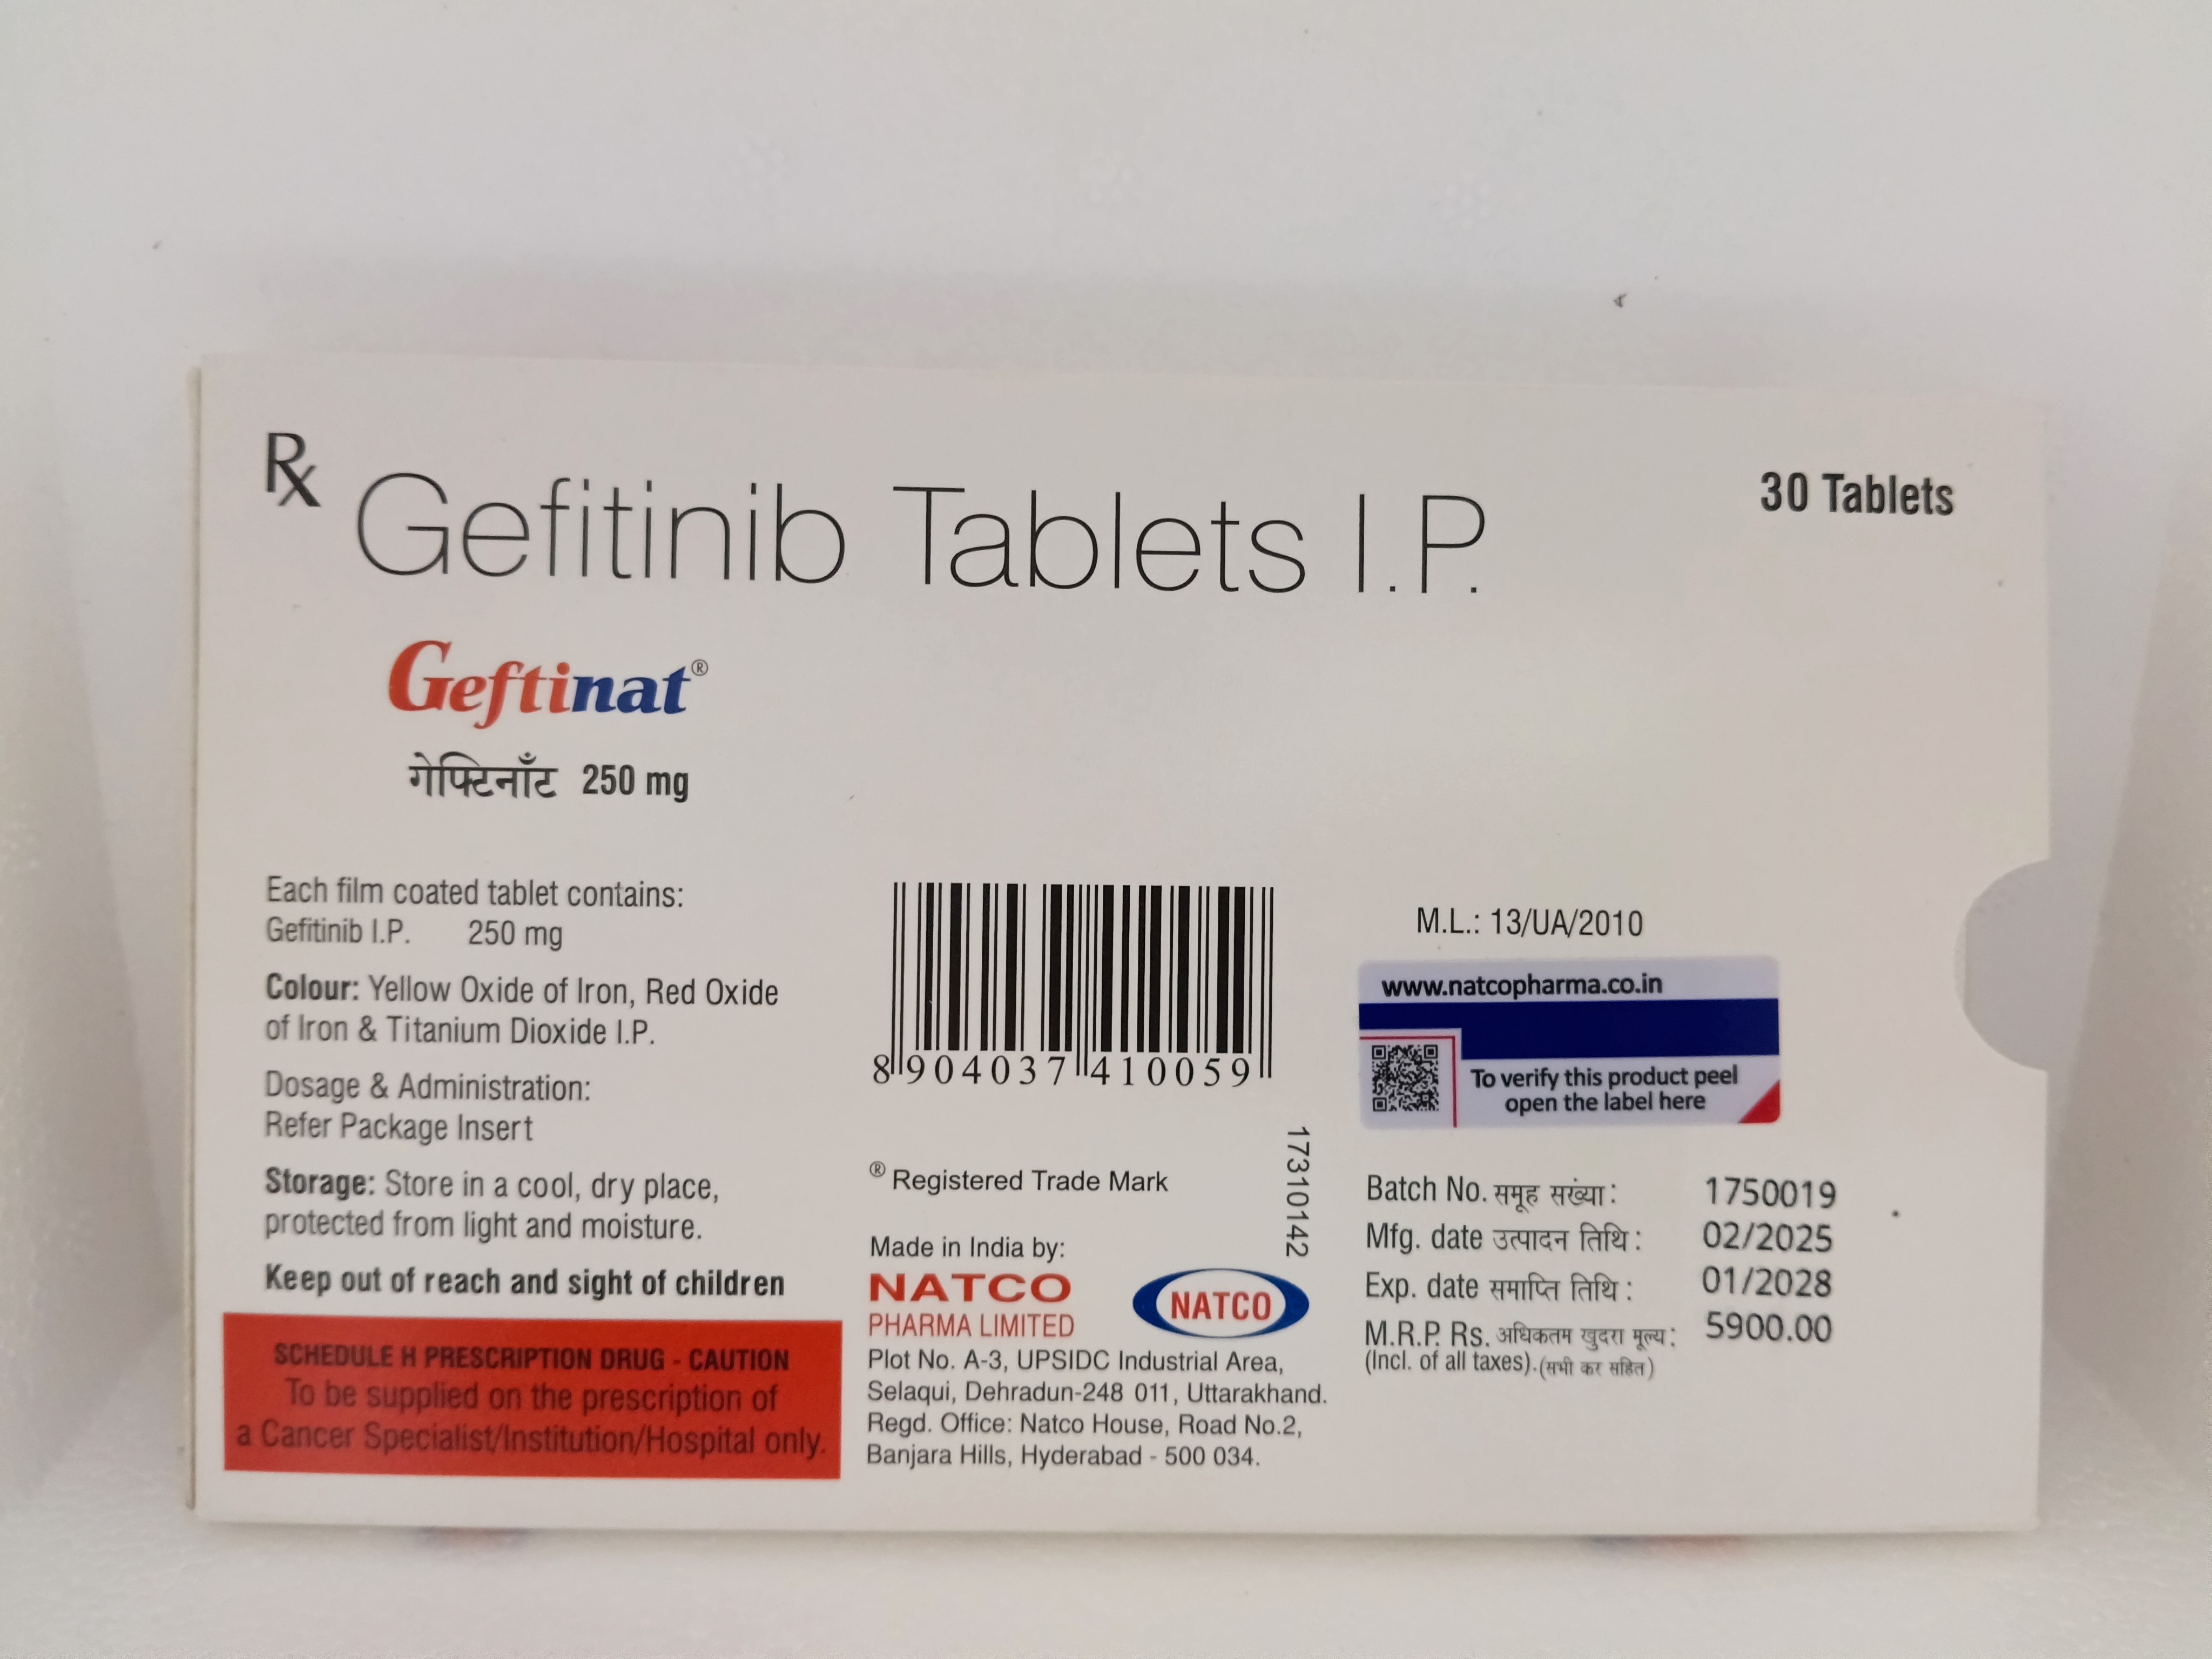 Rx Gefitinib Tablets I.P. 30 Tablets
Geftinat®
गेफ्टिनॉंट 250 mg
Each film coated tablet contains:
Gefitinib I.P. 250 mg
Colour: Yellow Oxide of Iron, Red Oxide
of Iron & Titanium Dioxide I.P.
Dosage & Administration:
Refer Package Insert
Storage: Store in a cool, dry place,
protected from light and moisture.
Keep out of reach and sight of children
SCHEDULE H PRESCRIPTION DRUG - CAUTION
To be supplied on the prescription of
a Cancer Specialist/Institution/Hospital only.
8 904037 410059
17310142
® Registered Trade Mark
Made in India by:
NATCO
PHARMA LIMITED
NATCO
Plot No. A-3, UPSIDC Industrial Area,
Selaqui, Dehradun-248 011, Uttarakhand.
Regd. Office: Natco House, Road No.2,
Banjara Hills, Hyderabad - 500 034.
M.L.: 13/UA/2010
www.natcopharma.co.in
To verify this product peel
open the label here
Batch No. समूह सख्या : 1750019
Mfg. date उत्पादन तिथि : 02/2025
Exp. date समाप्ति तिथि : 01/2028
M.R.P. Rs. अधिकतम खुदरा मूल्य : 5900.00
(Incl. of all taxes).(सभी कर सहित)